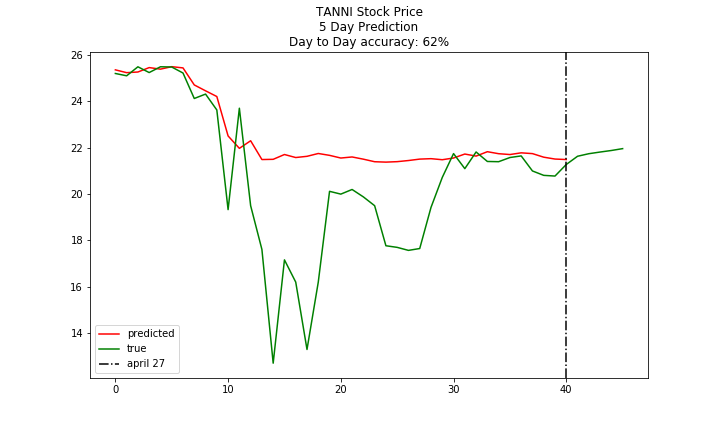 TANNI Stock Price
5 Day Prediction
Day to Day accuracy: 62%
26
24
22
20
18
16
14
predicted
true
april 27
0 10 20 30 40